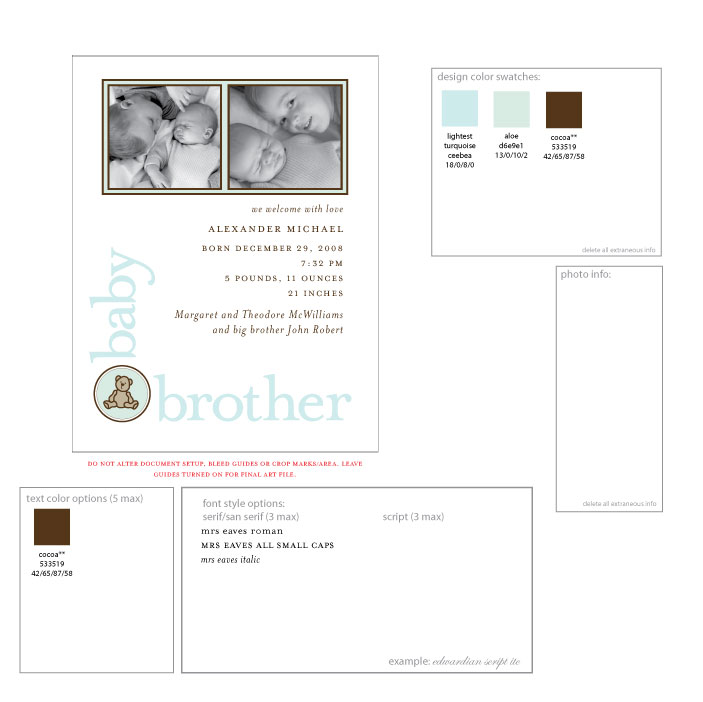 we welcome with love
ALEXANDER MICHAEL
BORN DECEMBER 29, 2008
7:32 PM
5 POUNDS, 11 OUNCES
21 INCHES
Margaret and Theodore McWilliams
and big brother John Robert
baby
brother
DO NOT ALTER DOCUMENT SETUP, BLEED GUIDES OR CROP MARKS/AREA. LEAVE
GUIDES TURNED ON FOR FINAL ART FILE.
design color swatches:
lightest
turquoise
ceebea
18/0/8/0
aloe
d6e9e1
13/0/10/2
cocoa**
533519
42/65/87/58
delete all extraneous info
photo info:
delete all extraneous info
text color options (5 max)
cocoa**
533519
42/65/87/58
font style options:
serif/san serif (3 max)
script (3 max)
mrs eaves roman
MRS EAVES ALL SMALL CAPS
mrs eaves italic
example: edwardian script itc